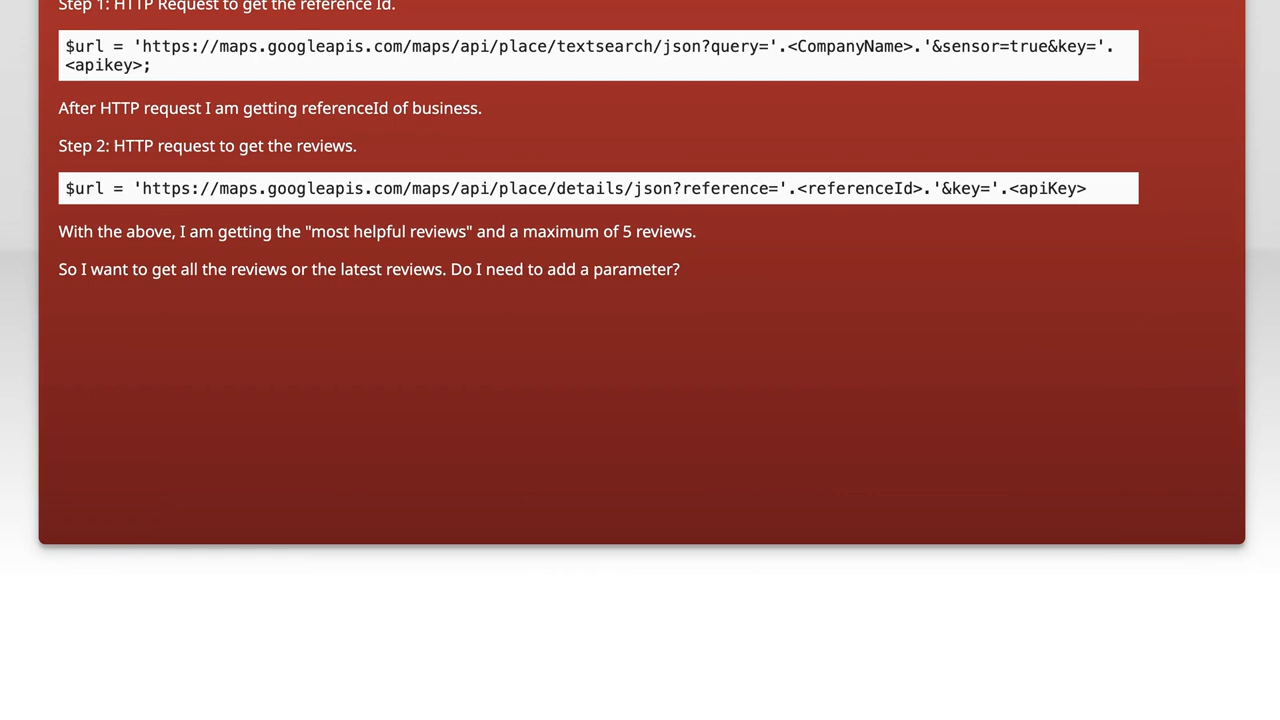 Step 1: HTTP Request to get the reference Id.
$url = 'https://maps.googleapis.com/maps/api/place/textsearch/json?query='.<CompanyName>.'&sensor=true&key='.
<apikey>;
After HTTP request I am getting referenceId of business.
Step 2: HTTP request to get the reviews.
$url = 'https://maps.googleapis.com/maps/api/place/details/json?reference='.<referenceId>.'&key='.<apiKey>
With the above, I am getting the "most helpful reviews" and a maximum of 5 reviews.
So I want to get all the reviews or the latest reviews. Do I need to add a parameter?